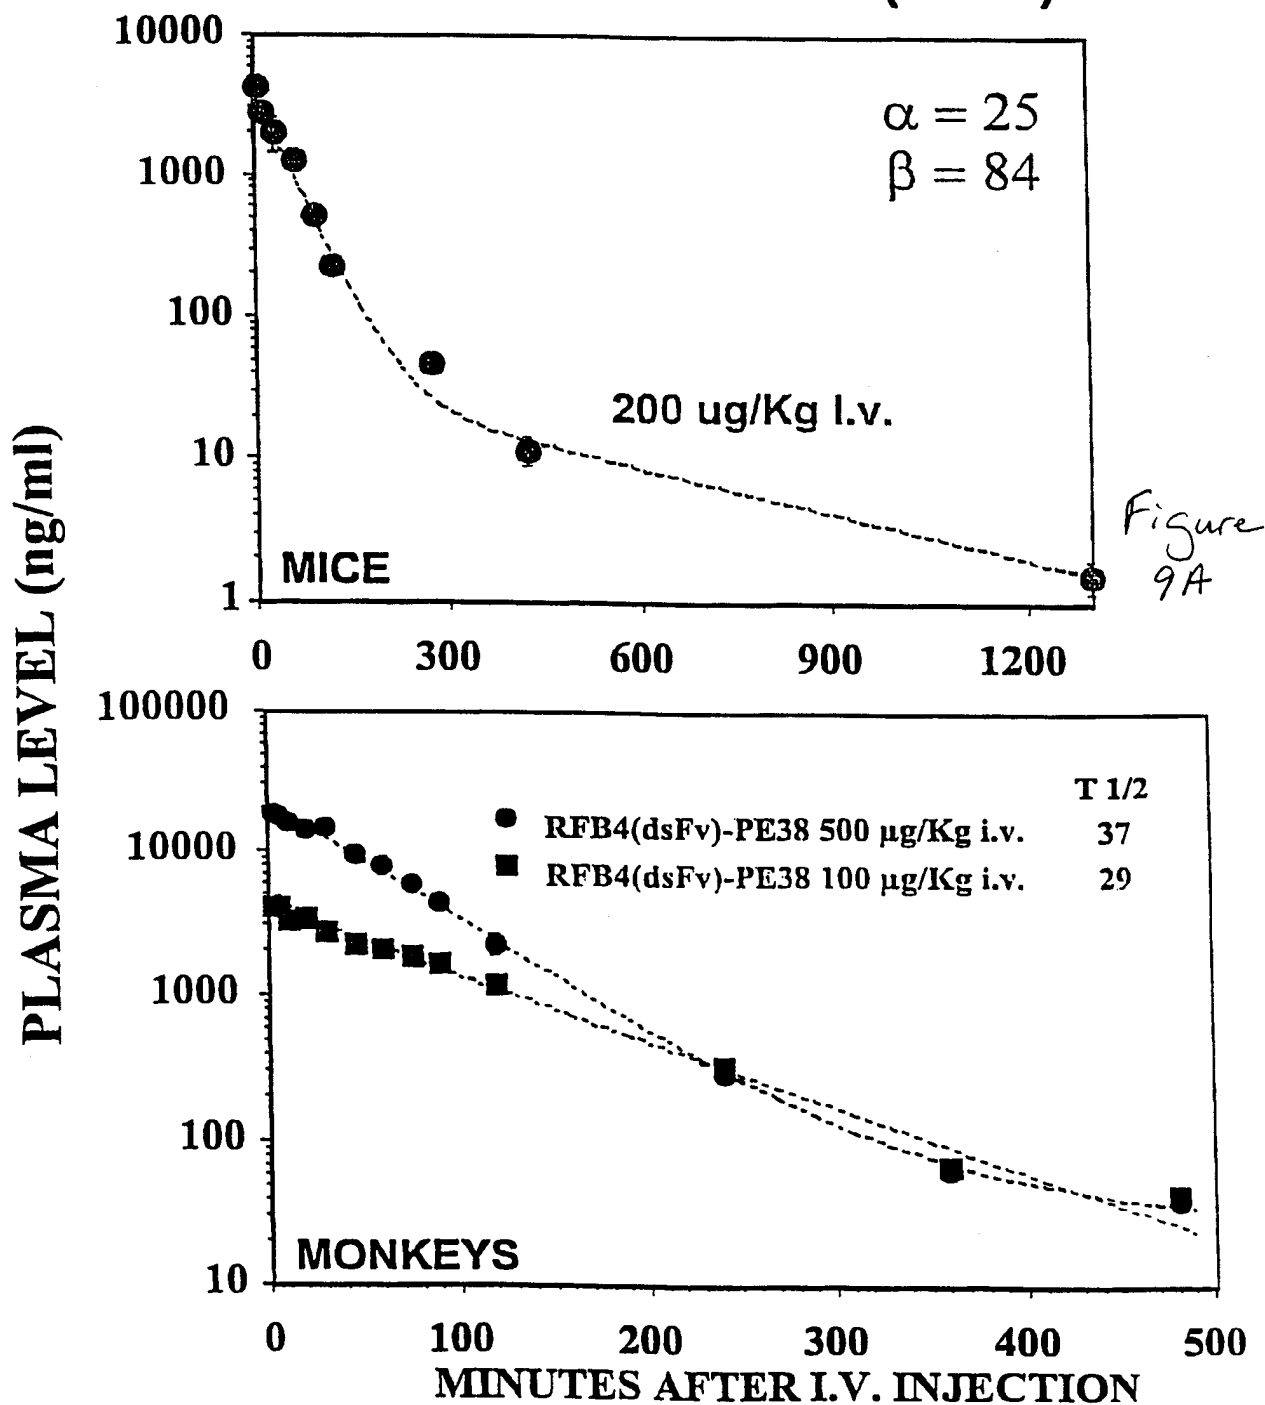 10000
1000
100
10
1
α = 25
β = 84
200 ug/Kg I.v.
MICE
Figure
9A
0 300 600 900 1200
PLASMA LEVEL (ng/ml)
100000
10000
1000
100
10
T 1/2
RFB4(dsFv)-PE38 500 µg/Kg i.v. 37
RFB4(dsFv)-PE38 100 µg/Kg i.v. 29
MONKEYS
0 100 200 300 400 500
MINUTES AFTER I.V. INJECTION